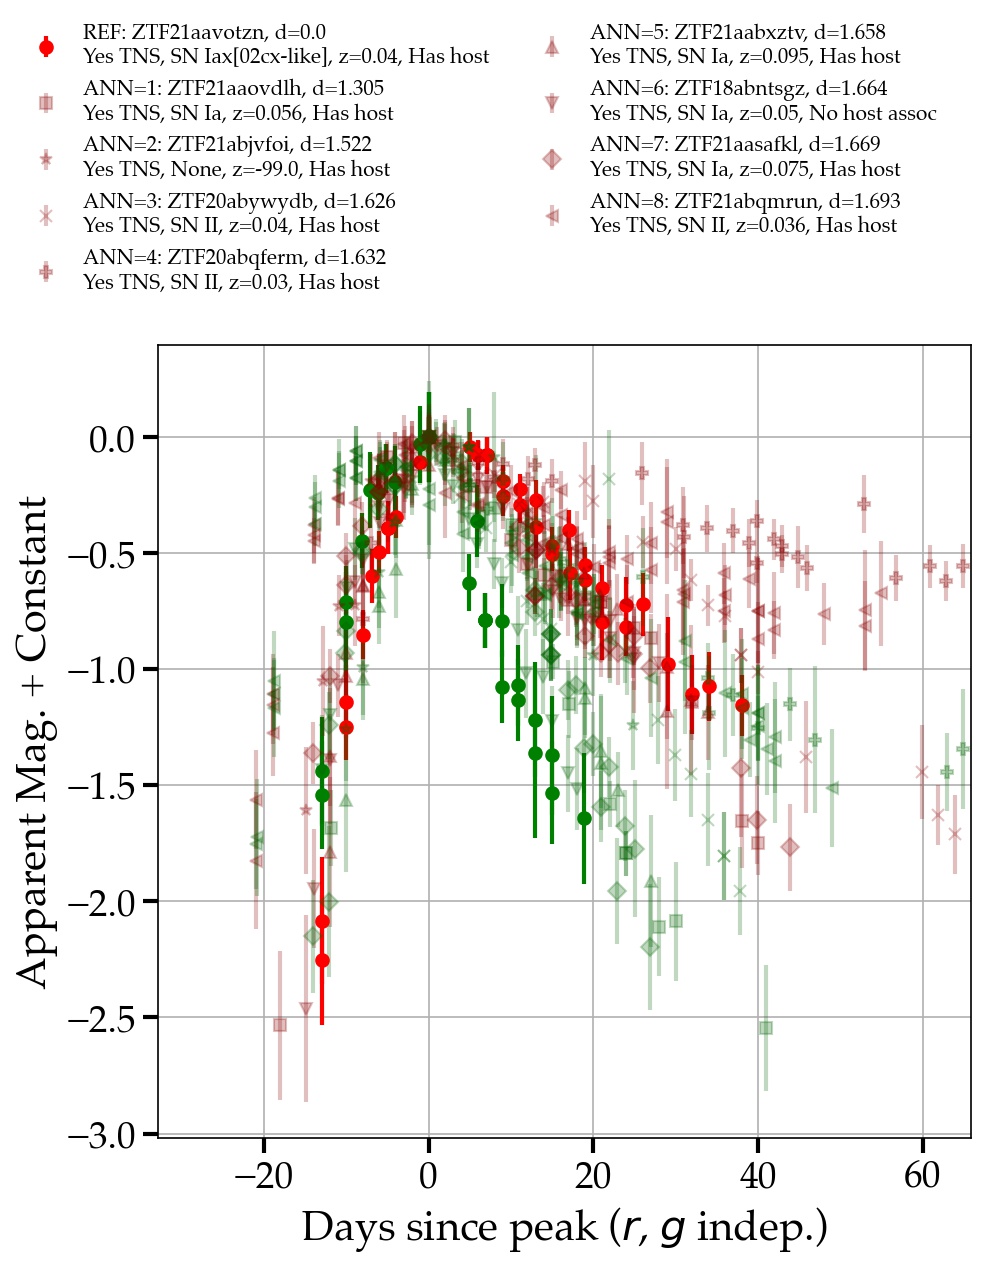 REF: ZTF21aavotzn, d=0.0
Yes TNS, SN Iax[02cx-like], z=0.04, Has host
ANN=1: ZTF21aaovdlh, d=1.305
Yes TNS, SN Ia, z=0.056, Has host
ANN=2: ZTF21abjvfoi, d=1.522
Yes TNS, None, z=-99.0, Has host
ANN=3: ZTF20abywydb, d=1.626
Yes TNS, SN II, z=0.04, Has host
ANN=4: ZTF20abqferm, d=1.632
Yes TNS, SN II, z=0.03, Has host
ANN=5: ZTF21aabxztv, d=1.658
Yes TNS, SN Ia, z=0.095, Has host
ANN=6: ZTF18abntsgz, d=1.664
Yes TNS, SN Ia, z=0.05, No host assoc
ANN=7: ZTF21aasafkl, d=1.669
Yes TNS, SN Ia, z=0.075, Has host
ANN=8: ZTF21abqmrun, d=1.693
Yes TNS, SN II, z=0.036, Has host
Apparent Mag. + Constant
0.0
−0.5
−1.0
−1.5
−2.0
−2.5
−3.0
−20 0 20 40 60
Days since peak (r, g indep.)